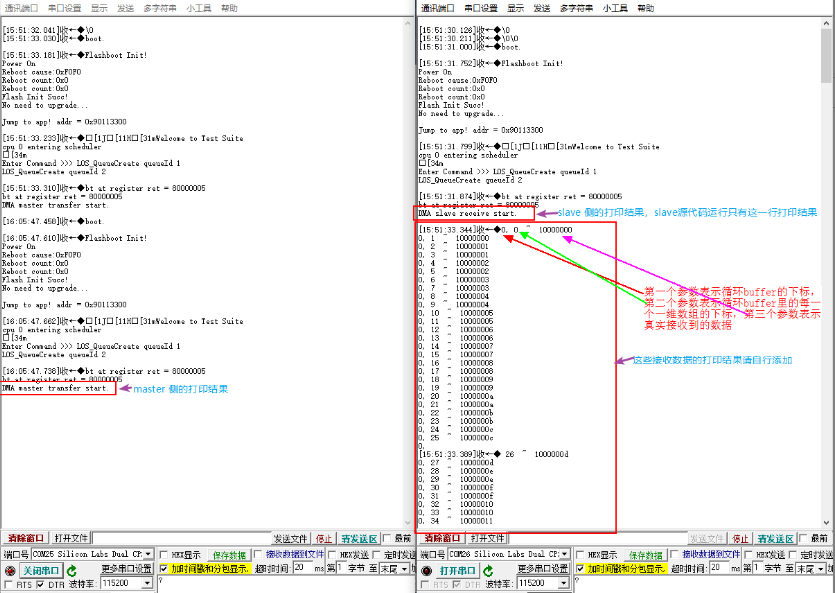 通讯端口 串口设置 显示 发送 多字符串 小工具 帮助
[15:51:32.041]收←◆\0
[15:51:33.030]收←◆boot.
[15:51:33.181]收←◆Flashboot Init!
Power On
Reboot cause:0xF0F0
Reboot count:0x0
Reboot count:0x0
Flash Init Succ!
No need to upgrade...
Jump to app! addr = 0x90113300
[15:51:33.233]收←◆□[1J□[11H□[31mWelcome to Test Suite
cpu 0 entering scheduler
□[34m
Enter Command >>> LOS_QueueCreate queueId 1
LOS_QueueCreate queueId 2
[15:51:33.310]收←◆bt at register ret = 80000005
bt at register ret = 80000005
DMA master transfer start.
[16:05:47.458]收←◆boot.
[16:05:47.610]收←◆Flashboot Init!
Power On
Reboot cause:0xF0F0
Reboot count:0x0
Reboot count:0x0
Flash Init Succ!
No need to upgrade...
Jump to app! addr = 0x90113300
[16:05:47.662]收←◆□[1J□[11H□[31mWelcome to Test Suite
cpu 0 entering scheduler
□[34m
Enter Command >>> LOS_QueueCreate queueId 1
LOS_QueueCreate queueId 2
[16:05:47.738]收←◆bt at register ret = 80000005
bt at register ret = 80000005
DMA master transfer start.
master 侧的打印结果
清除窗口 打开文件 发送文件 停止 清发送区 最前
端口号 COM25 Silicon Labs Dual CP HEX显示 保存数据 接收数据到文件 HEX发送 定时发送
关闭串口 更多串口设置 加时间戳和分包显示. 超时时间: 20 ms 第 1 字节 至 末尾
RTS DTR 波特率: 115200 ?
通讯端口 串口设置 显示 发送 多字符串 小工具 帮助
[15:51:30.126]收←◆\0
[15:51:30.211]收←◆\0\0
[15:51:31.000]收←◆boot.
[15:51:31.752]收←◆Flashboot Init!
Power On
Reboot cause:0xF0F0
Reboot count:0x0
Reboot count:0x0
Flash Init Succ!
No need to upgrade...
Jump to app! addr = 0x90113300
[15:51:31.799]收←◆□[1J□[11H□[31mWelcome to Test Suite
cpu 0 entering scheduler
□[34m
Enter Command >>> LOS_QueueCreate queueId 1
LOS_QueueCreate queueId 2
[15:51:31.874]收←◆bt at register ret = 80000005
bt at register ret = 80000005
DMA slave receive start.
slave 侧的打印结果, slave源代码运行只有这一行打印结果
[15:51:33.344]收←◆0, 0 ~ 10000000
0, 1 ~ 10000000
0, 2 ~ 10000001
0, 3 ~ 10000001
0, 4 ~ 10000002
0, 5 ~ 10000002
0, 6 ~ 10000003
0, 7 ~ 10000003
0, 8 ~ 10000004
0, 9 ~ 10000004
0, 10 ~ 10000005
0, 11 ~ 10000005
0, 12 ~ 10000006
0, 13 ~ 10000006
0, 14 ~ 10000007
0, 15 ~ 10000007
0, 16 ~ 10000008
0, 17 ~ 10000008
0, 18 ~ 10000009
0, 19 ~ 10000009
0, 20 ~ 1000000a
0, 21 ~ 1000000a
0, 22 ~ 1000000b
0, 23 ~ 1000000b
0, 24 ~ 1000000c
0, 25 ~ 1000000c
0,
[15:51:33.389]收←◆ 26 ~ 1000000d
0, 27 ~ 1000000d
0, 28 ~ 1000000e
0, 29 ~ 1000000e
0, 30 ~ 1000000f
0, 31 ~ 1000000f
0, 32 ~ 10000010
0, 33 ~ 10000010
0, 34 ~ 10000011
第一个参数表示循环buffer的下标,
第二个参数表示循环buffer里的每一
个一维数组的下标, 第三个参数表示
真实接收到的数据
这些接收数据的打印结果请自行添加
清除窗口 打开文件 发送文件 停止 清发送区 最前
端口号 COM26 Silicon Labs Dual CP HEX显示 保存数据 接收数据到文件 HEX发送 定时发
打开串口 更多串口设置 加时间戳和分包显示. 超时时间: 20 ms 第 1 字节 至 末尾
RTS DTR 波特率: 115200 ?